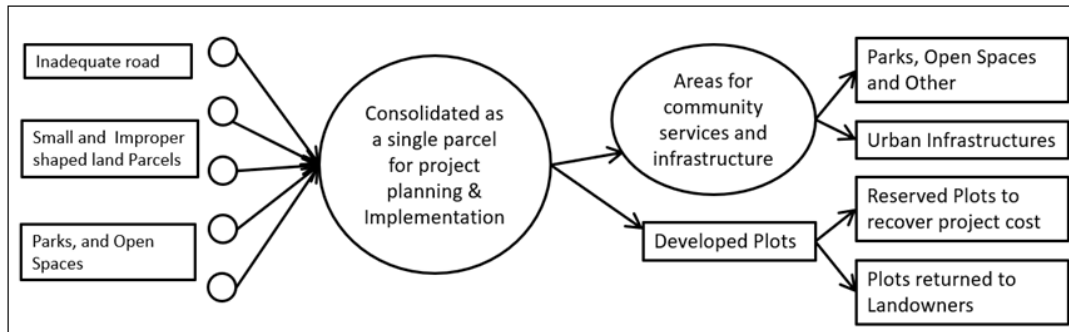 Inadequate road
Small and Improper
shaped land Parcels
Parks, and Open
Spaces
Consolidated as
a single parcel
for project
planning &
Implementation
Areas for
community
services and
infrastructure
Developed Plots
Parks, Open Spaces
and Other
Urban Infrastructures
Reserved Plots to
recover project cost
Plots returned to
Landowners